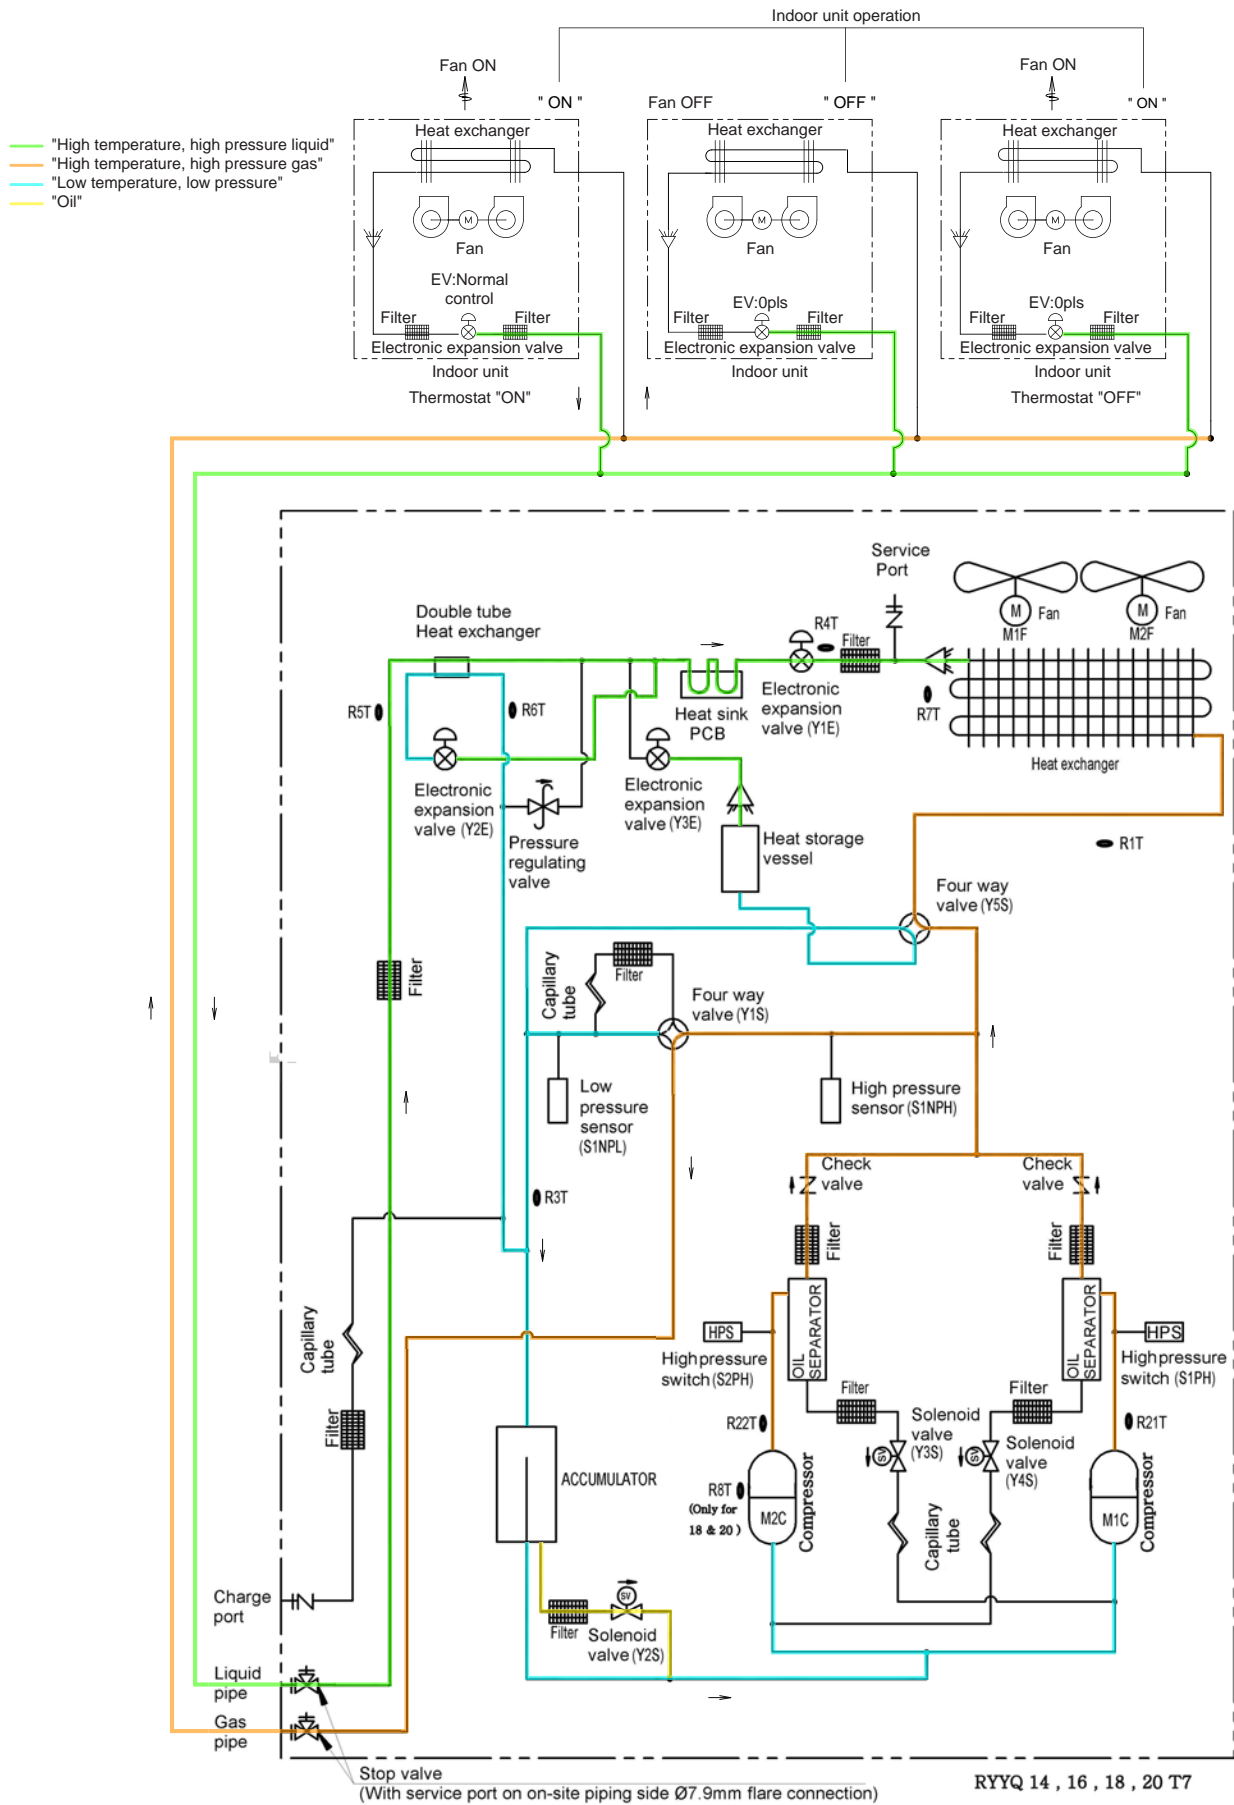 Indoor unit operation
Fan ON
" ON "
Fan OFF
" OFF "
Fan ON
" ON "
"High temperature, high pressure liquid"
"High temperature, high pressure gas"
"Low temperature, low pressure"
"Oil"
Heat exchanger
M
Fan
EV:Normal
control
Filter
Filter
Electronic expansion valve
Indoor unit
Thermostat "ON"
Heat exchanger
M
Fan
EV:0pls
Filter
Filter
Electronic expansion valve
Indoor unit
Heat exchanger
M
Fan
EV:0pls
Filter
Filter
Electronic expansion valve
Indoor unit
Thermostat "OFF"
Service
Port
M
Fan
M1F
M
Fan
M2F
Double tube
Heat exchanger
R4T
Filter
R5T
R6T
Heat sink
PCB
Electronic
expansion
valve (Y1E)
R7T
Heat exchanger
Electronic
expansion
valve (Y2E)
Electronic
expansion
valve (Y3E)
Pressure
regulating
valve
Heat storage
vessel
R1T
Four way
valve (Y5S)
Filter
Capillary
tube
Filter
Four way
valve (Y1S)
Low
pressure
sensor
(S1NPL)
High pressure
sensor (S1NPH)
Check
valve
Check
valve
R3T
Filter
Filter
OIL
SEPARATOR
OIL
SEPARATOR
HPS
High pressure
switch (S2PH)
HPS
High pressure
switch (S1PH)
Capillary
tube
Filter
Filter
Filter
R22T
Solenoid
valve
(Y3S)
SV
Solenoid
valve
(Y4S)
SV
R21T
ACCUMULATOR
R8T
(Only for
18 & 20 )
M2C
Compressor
Capillary
tube
M1C
Compressor
Charge
port
SV
Filter
Solenoid
valve (Y2S)
Liquid
pipe
Gas
pipe
Stop valve
(With service port on on-site piping side Ø7.9mm flare connection)
RYYQ 14 , 16 , 18 , 20 T7